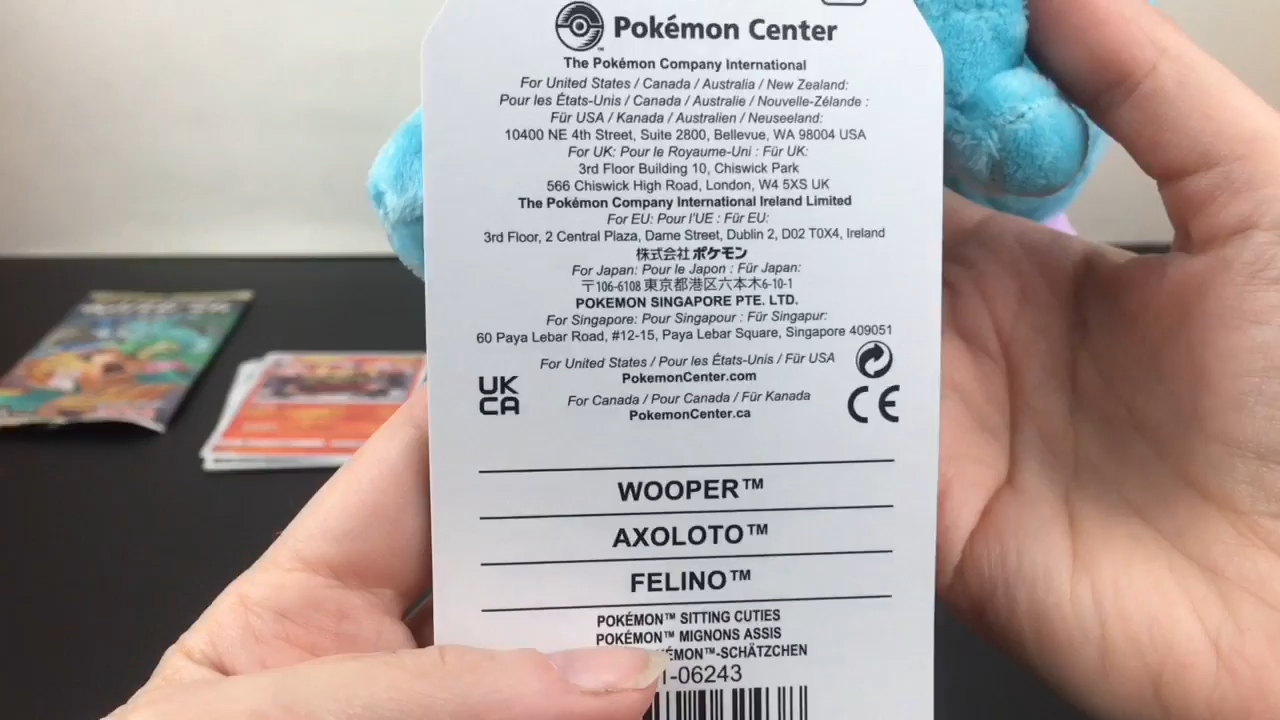 Pokémon Center
The Pokémon Company International
For United States / Canada / Australia / New Zealand:
Pour les États-Unis / Canada / Australie / Nouvelle-Zélande :
Für USA / Kanada / Australien / Neuseeland:
10400 NE 4th Street, Suite 2800, Bellevue, WA 98004 USA
For UK: Pour le Royaume-Uni : Für UK:
3rd Floor Building 10, Chiswick Park
566 Chiswick High Road, London, W4 5XS UK
The Pokémon Company International Ireland Limited
For EU: Pour l'UE : Für EU:
3rd Floor, 2 Central Plaza, Dame Street, Dublin 2, D02 T0X4, Ireland
株式会社ポケモン
For Japan: Pour le Japon : Für Japan:
〒106-6108 東京都港区六本木6-10-1
POKEMON SINGAPORE PTE. LTD.
For Singapore: Pour Singapour : Für Singapur:
60 Paya Lebar Road, #12-15, Paya Lebar Square, Singapore 409051
For United States / Pour les États-Unis / Für USA
PokemonCenter.com
For Canada / Pour Canada / Für Kanada
PokemonCenter.ca
UK
CA
CE
WOOPER™
AXOLOTO™
FELINO™
POKÉMON™ SITTING CUTIES
POKÉMON™ MIGNONS ASSIS
ÉMON™-SCHÄTZCHEN
1-06243